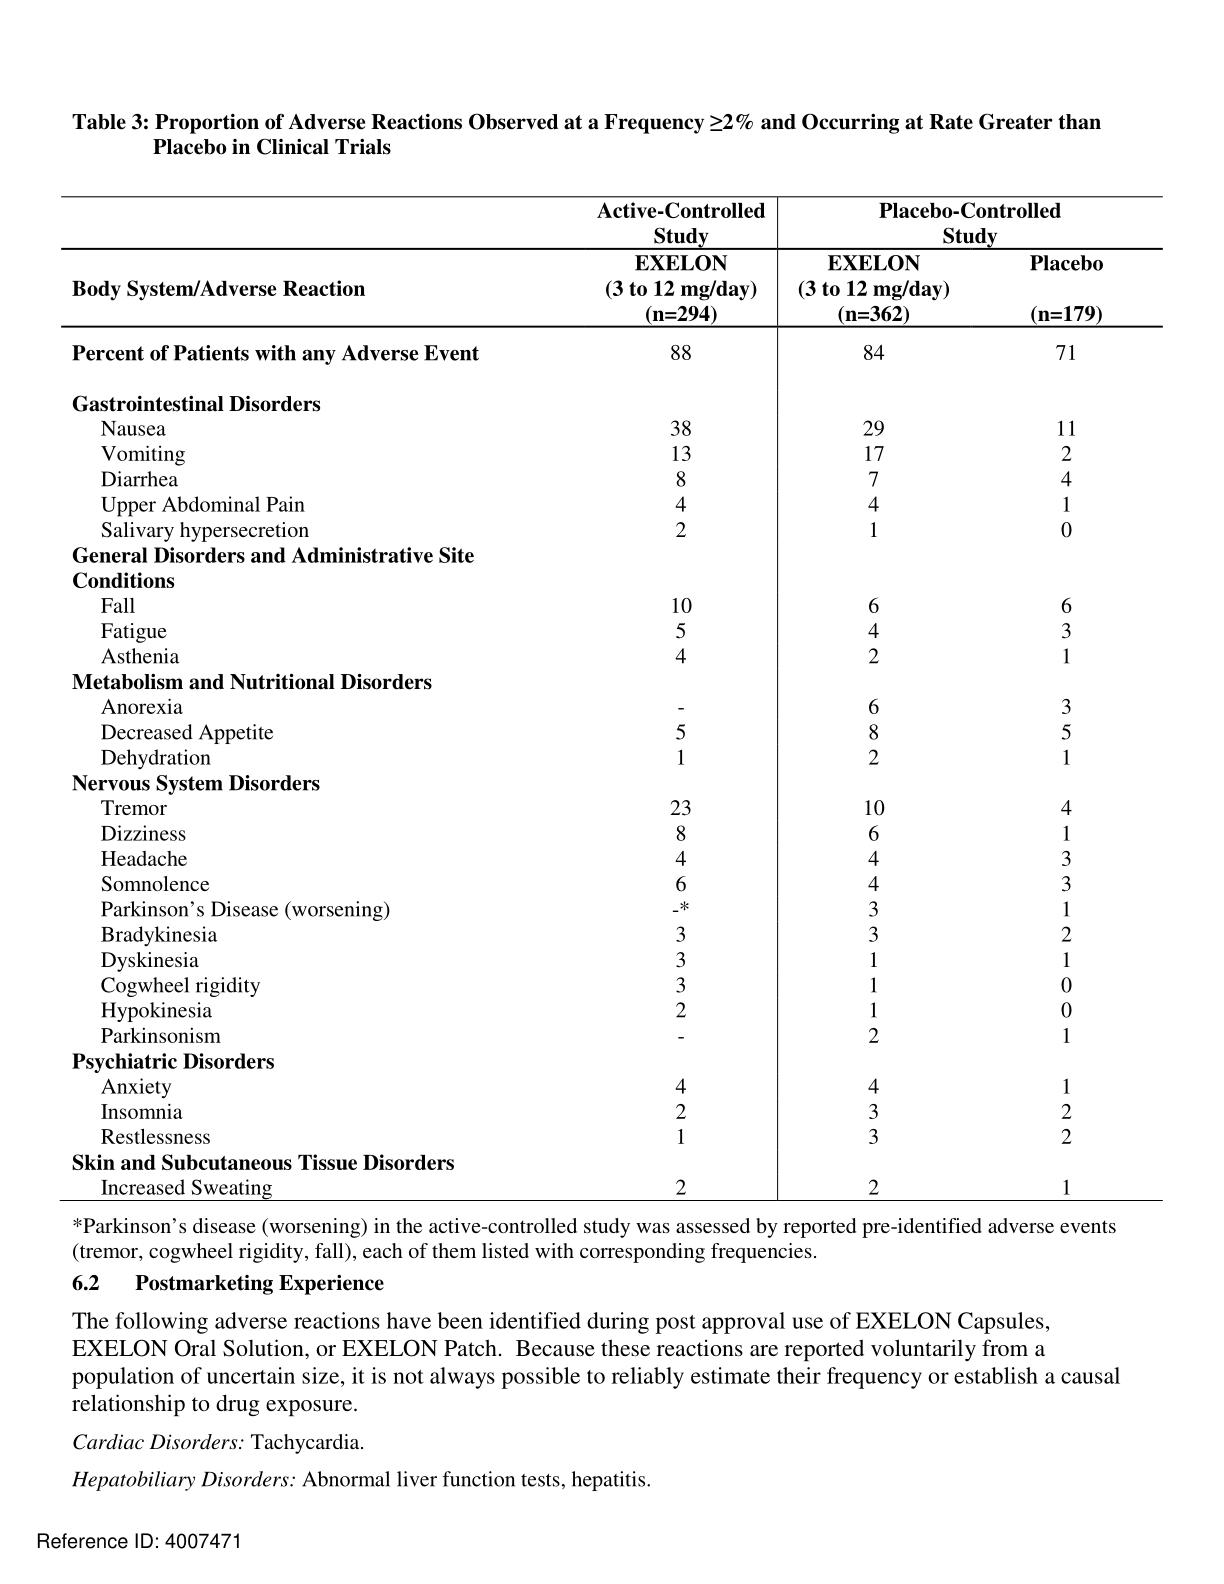 Table 3: Proportion of Adverse Reactions Observed at a Frequency ≥2% and Occurring at Rate Greater than
Placebo in Clinical Trials
Active-Controlled Study Placebo-Controlled Study
Body System/Adverse Reaction EXELON (3 to 12 mg/day) (n=294) EXELON (3 to 12 mg/day) (n=362) Placebo (n=179)
Percent of Patients with any Adverse Event 88 84 71
Gastrointestinal Disorders
Nausea 38 29 11
Vomiting 13 17 2
Diarrhea 8 7 4
Upper Abdominal Pain 4 4 1
Salivary hypersecretion 2 1 0
General Disorders and Administrative Site
Conditions
Fall 10 6 6
Fatigue 5 4 3
Asthenia 4 2 1
Metabolism and Nutritional Disorders
Anorexia - 6 3
Decreased Appetite 5 8 5
Dehydration 1 2 1
Nervous System Disorders
Tremor 23 10 4
Dizziness 8 6 1
Headache 4 4 3
Somnolence 6 4 3
Parkinson’s Disease (worsening) -* 3 1
Bradykinesia 3 3 2
Dyskinesia 3 1 1
Cogwheel rigidity 3 1 0
Hypokinesia 2 1 0
Parkinsonism - 2 1
Psychiatric Disorders
Anxiety 4 4 1
Insomnia 2 3 2
Restlessness 1 3 2
Skin and Subcutaneous Tissue Disorders
Increased Sweating 2 2 1
*Parkinson’s disease (worsening) in the active-controlled study was assessed by reported pre-identified adverse events
(tremor, cogwheel rigidity, fall), each of them listed with corresponding frequencies.
6.2 Postmarketing Experience
The following adverse reactions have been identified during post approval use of EXELON Capsules,
EXELON Oral Solution, or EXELON Patch. Because these reactions are reported voluntarily from a
population of uncertain size, it is not always possible to reliably estimate their frequency or establish a causal
relationship to drug exposure.
Cardiac Disorders: Tachycardia.
Hepatobiliary Disorders: Abnormal liver function tests, hepatitis.
Reference ID: 4007471